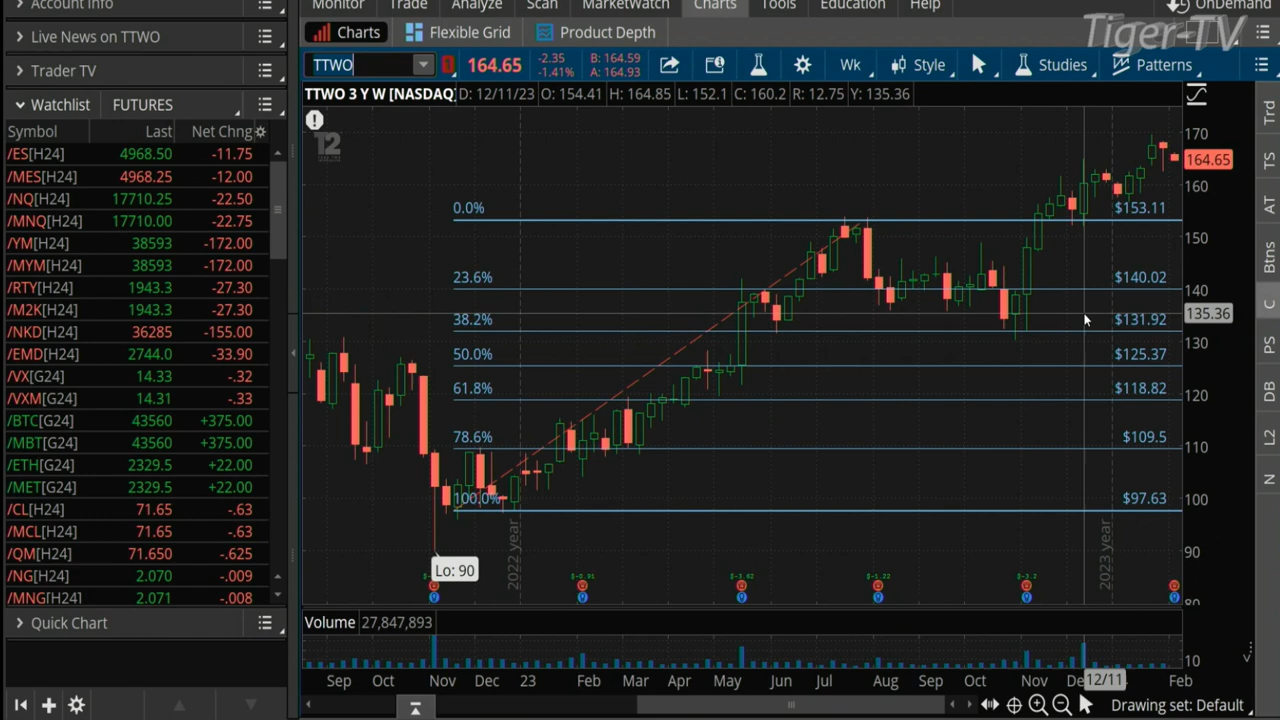 Account Info
Monitor Trade Analyze Scan MarketWatch Charts Tools Education Help OnDemand
Tiger-TV
Live News on TTWO
Charts Flexible Grid Product Depth
Trader TV
TTWO 164.65 -2.35 -1.41% B: 164.59 A: 164.93 Wk Style Studies Patterns
Watchlist FUTURES
TTWO 3 Y W [NASDAQ] D: 12/11/23 O: 154.41 H: 164.85 L: 152.1 C: 160.2 R: 12.75 Y: 135.36
Symbol Last Net Chng
/ES[H24] 4968.50 -11.75
/MES[H24] 4968.25 -12.00
/NQ[H24] 17710.25 -22.50
/MNQ[H24] 17710.00 -22.75
/YM[H24] 38593 -172.00
/MYM[H24] 38593 -172.00
/RTY[H24] 1943.3 -27.30
/M2K[H24] 1943.3 -27.30
/NKD[H24] 36285 -155.00
/EMD[H24] 2744.0 -33.90
/VX[G24] 14.33 -.32
/VXM[G24] 14.31 -.33
/BTC[G24] 43560 +375.00
/MBT[G24] 43560 +375.00
/ETH[G24] 2329.5 +22.00
/MET[G24] 2329.5 +22.00
/CL[H24] 71.65 -.63
/MCL[H24] 71.65 -.63
/QM[H24] 71.650 -.625
/NG[H24] 2.070 -.009
/MNG[H24] 2.071 -.008
Quick Chart
12
0.0% $153.11
23.6% $140.02
38.2% $131.92
50.0% $125.37
61.8% $118.82
78.6% $109.5
100.0% $97.63
170
164.65
160
150
140
135.36
130
120
110
100
90
80
Lo: 90
2022 year
2023 year
$-0.91 $-3.62 $-1.22 $-3.2
Volume 27,847,893
10
Sep Oct Nov Dec 23 Feb Mar Apr May Jun Jul Aug Sep Oct Nov De 12/11 Feb
Drawing set: Default
Trd
TS
AT
Btns
C
PS
DB
L2
N